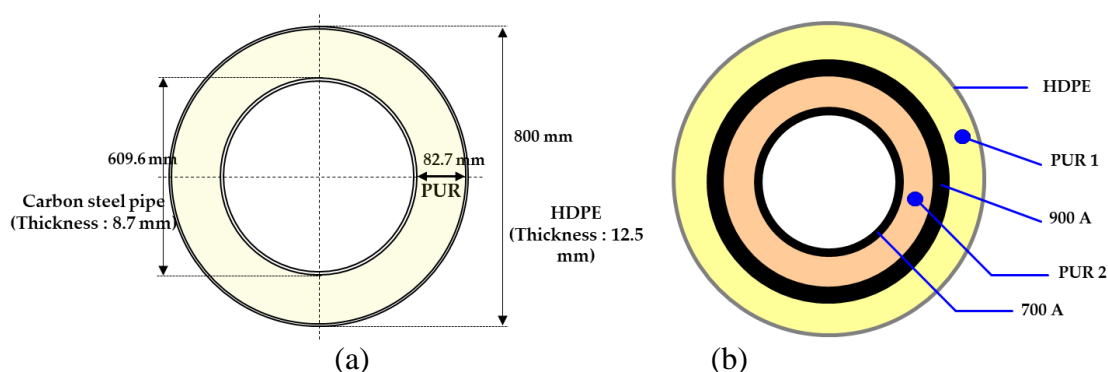 609.6 mm
Carbon steel pipe
(Thickness : 8.7 mm)
82.7 mm
PUR
800 mm
HDPE
(Thickness : 12.5
mm)
(a)
HDPE
PUR 1
900 A
PUR 2
700 A
(b)